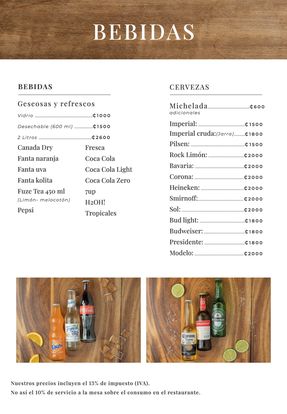 BEBIDAS
BEBIDAS
Gescosas y refrescos
Vidrio ₡1000
Desechable (600 ml) ₡1500
2 Litros ₡2600
Canada Dry
Fanta naranja
Fanta uva
Fanta kolita
Fuze Tea 450 ml
(Limón- melocotón)
Pepsi
Fresca
Coca Cola
Coca Cola Light
Coca Cola Zero
7up
H2OH!
Tropicales
CERVEZAS
Michelada ₡600
adicionales
Imperial: ₡1500
Imperial cruda:(Jarra) ₡1800
Pilsen: ₡1500
Rock Limón: ₡2000
Bavaria: ₡2000
Corona: ₡2000
Heineken: ₡2000
Smirnoff: ₡2000
Sol: ₡2000
Bud light: ₡1800
Budweiser: ₡1800
Presidente: ₡1800
Modelo: ₡2000
Nuestros precios incluyen el 13% de impuesto (IVA).
No así el 10% de servicio a la mesa sobre el consumo en el restaurante.